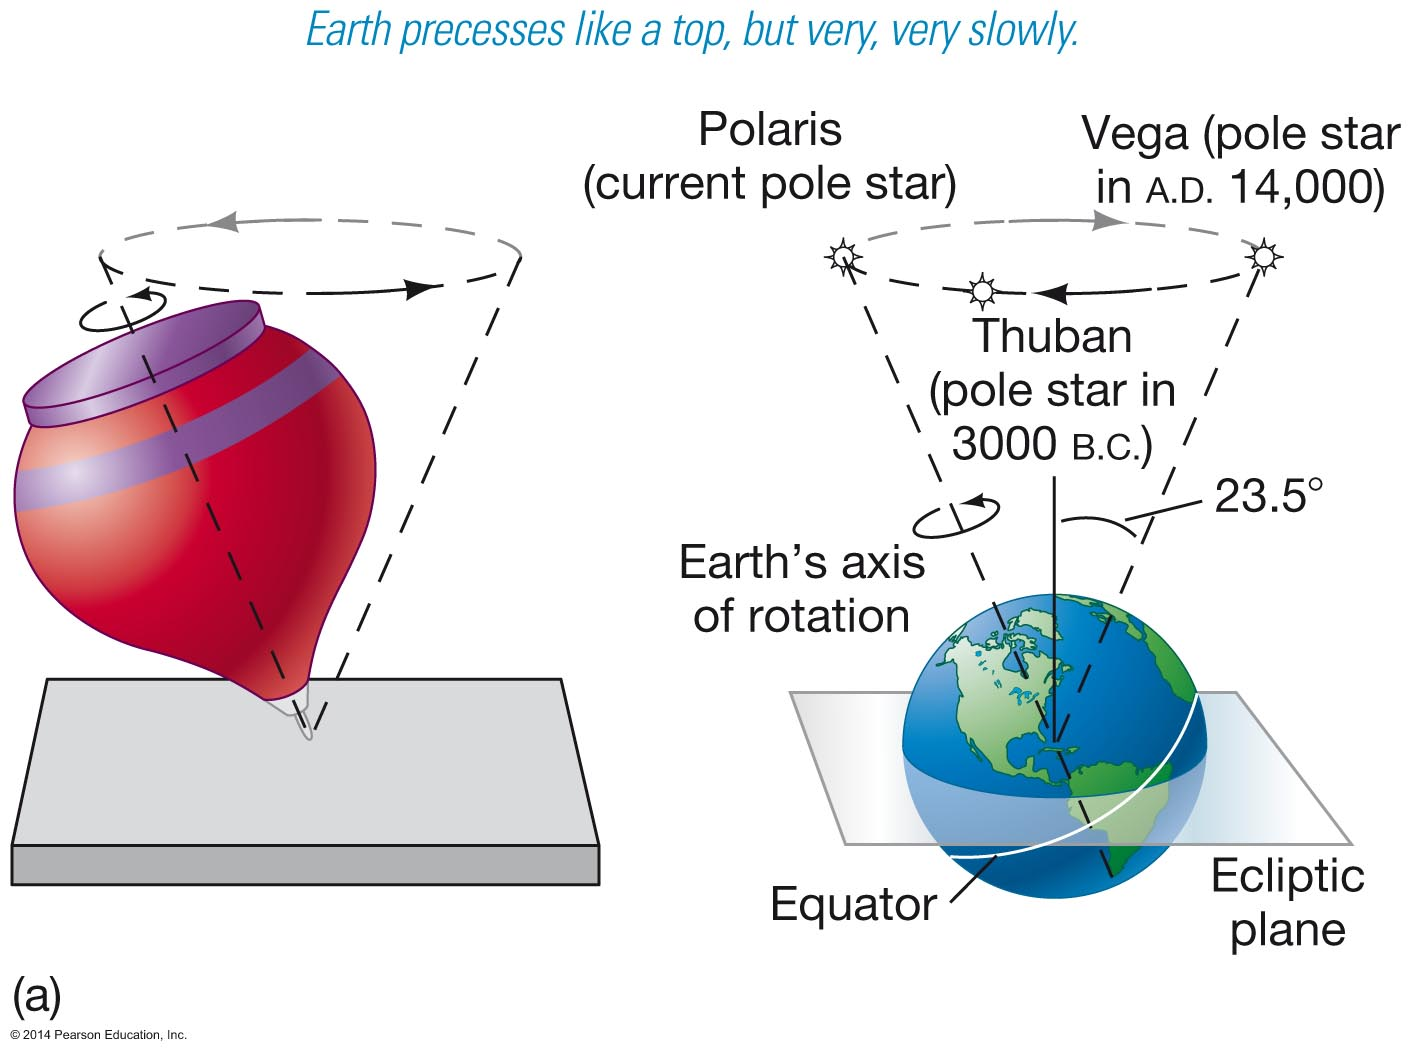 Earth precesses like a top, but very, very slowly.
Polaris
(current pole star)
Vega (pole star
in A.D. 14,000)
Thuban
(pole star in
3000 B.C.)
23.5°
Earth's axis
of rotation
Equator
Ecliptic
plane
(a)
© 2014 Pearson Education, Inc.